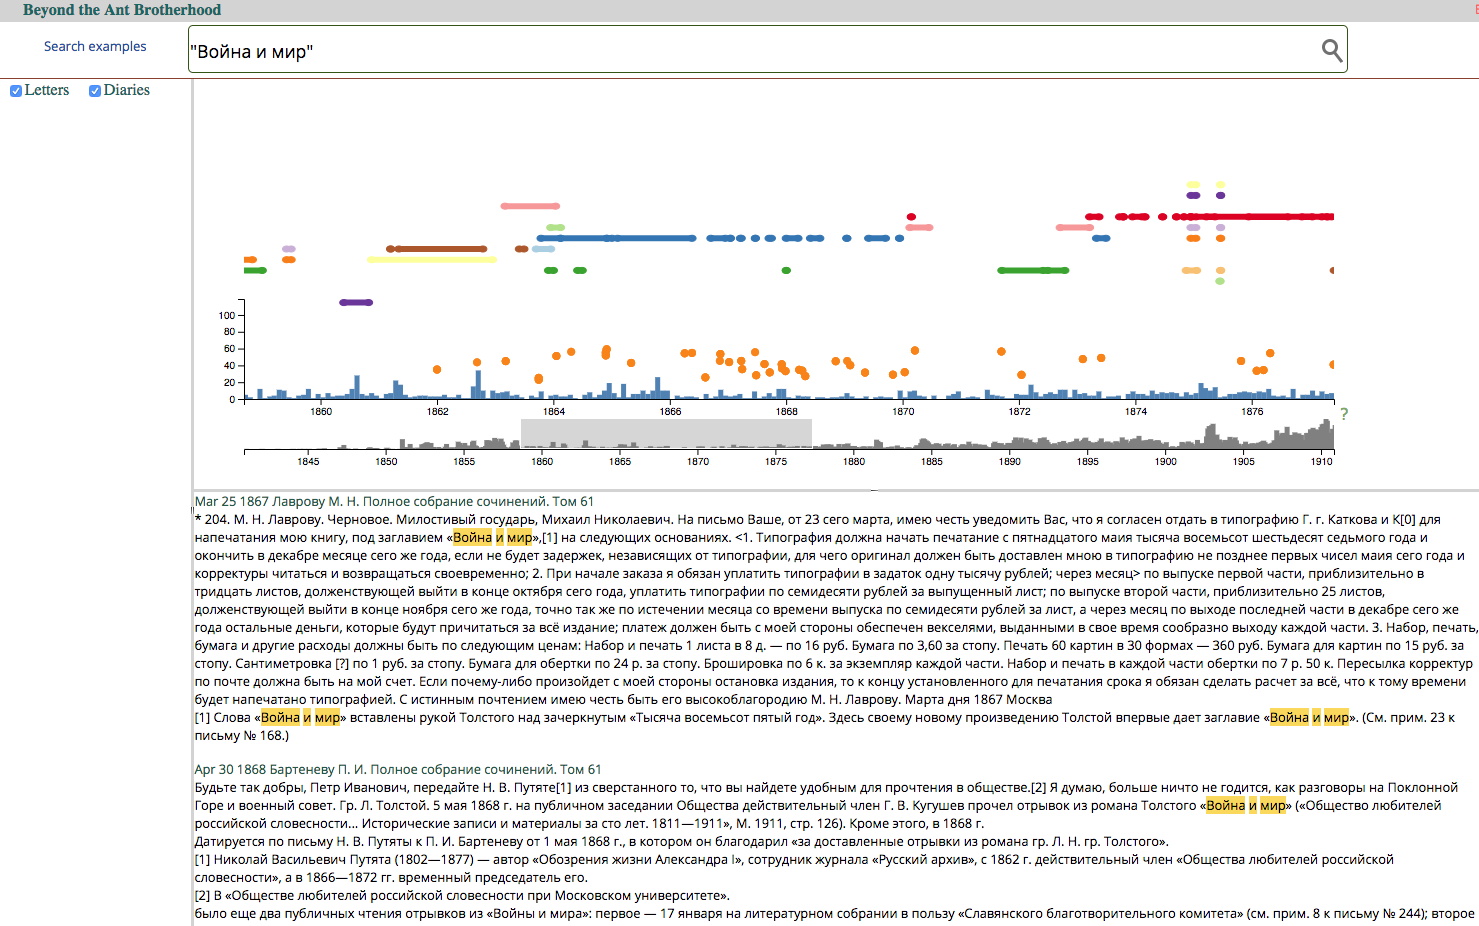 Beyond the Ant Brotherhood
Search examples
"Война и мир"
Letters Diaries
100
80
60
40
20
0
1860 1862 1864 1866 1868 1870 1872 1874 1876
?
1845 1850 1855 1860 1865 1870 1875 1880 1885 1890 1895 1900 1905 1910
Mar 25 1867 Лаврову М. Н. Полное собрание сочинений. Том 61
* 204. М. Н. Лаврову. Черновое. Милостивый государь, Михаил Николаевич. На письмо Ваше, от 23 сего марта, имею честь уведомить Вас, что я согласен отдать в типографию Г. г. Каткова и К[0] для
напечатания мою книгу, под заглавием «Война и мир»,[1] на следующих основаниях. <1. Типография должна начать печатание с пятнадцатого маия тысяча восемьсот шестьдесят седьмого года и
окончить в декабре месяце сего же года, если не будет задержек, независящих от типографии, для чего оригинал должен быть доставлен мною в типографию не позднее первых чисел маия сего года и
корректуры читаться и возвращаться своевременно; 2. При начале заказа я обязан уплатить типографии в задаток одну тысячу рублей; через месяц> по выпуске первой части, приблизительно в
тридцать листов, долженствующей выйти в конце октября сего года, уплатить типографии по семидесяти рублей за выпущенный лист; по выпуске второй части, приблизительно 25 листов,
долженствующей выйти в конце ноября сего же года, точно так же по истечении месяца со времени выпуска по семидесяти рублей за лист, а через месяц по выходе последней части в декабре сего же
года остальные деньги, которые будут причитаться за всё издание; платеж должен быть с моей стороны обеспечен векселями, выданными в свое время сообразно выходу каждой части. 3. Набор, печать,
бумага и другие расходы должны быть по следующим ценам: Набор и печать 1 листа в 8 д. — по 16 руб. Бумага по 3,60 за стопу. Печать 60 картин в 30 формах — 360 руб. Бумага для картин по 15 руб. за
стопу. Сантиметровка [?] по 1 руб. за стопу. Бумага для обертки по 24 р. за стопу. Брошировка по 6 к. за экземпляр каждой части. Набор и печать в каждой части обертки по 7 р. 50 к. Пересылка корректур
по почте должна быть на мой счет. Если почему-либо произойдет с моей стороны остановка издания, то к концу установленного для печатания срока я обязан сделать расчет за всё, что к тому времени
будет напечатано типографией. С истинным почтением имею честь быть его высокоблагородию М. Н. Лаврову. Марта дня 1867 Москва
[1] Слова «Война и мир» вставлены рукой Толстого над зачеркнутым «Тысяча восемьсот пятый год». Здесь своему новому произведению Толстой впервые дает заглавие «Война и мир». (См. прим. 23 к
письму № 168.)
Apr 30 1868 Бартеневу П. И. Полное собрание сочинений. Том 61
Будьте так добры, Петр Иванович, передайте Н. В. Путяте[1] из сверстанного то, что вы найдете удобным для прочтения в обществе.[2] Я думаю, больше ничто не годится, как разговоры на Поклонной
Горе и военный совет. Гр. Л. Толстой. 5 мая 1868 г. на публичном заседании Общества действительный член Г. В. Кугушев прочел отрывок из романа Толстого «Война и мир» («Общество любителей
российской словесности... Исторические записи и материалы за сто лет. 1811—1911», М. 1911, стр. 126). Кроме этого, в 1868 г.
Датируется по письму Н. В. Путяты к П. И. Бартеневу от 1 мая 1868 г., в котором он благодарил «за доставленные отрывки из романа гр. Л. Н. гр. Толстого».
[1] Николай Васильевич Путята (1802—1877) — автор «Обозрения жизни Александра I», сотрудник журнала «Русский архив», с 1862 г. действительный член «Общества любителей российской
словесности», а в 1866—1872 гг. временный председатель его.
[2] В «Обществе любителей российской словесности при Московском университете».
было еще два публичных чтения отрывков из «Войны и мира»: первое — 17 января на литературном собрании в пользу «Славянского благотворительного комитета» (см. прим. 8 к письму № 244); второе